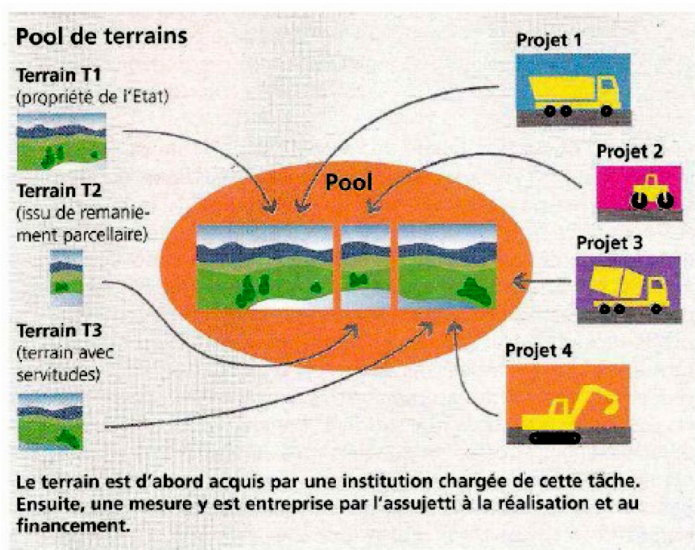 Pool de terrains
Terrain T1
(propriété de l'Etat)
Terrain T2
(issu de remanie-
ment parcellaire)
Terrain T3
(terrain avec
servitudes)
Pool
Projet 1
Projet 2
Projet 3
Projet 4
Le terrain est d'abord acquis par une institution chargée de cette tâche.
Ensuite, une mesure y est entreprise par l'assujetti à la réalisation et au
financement.